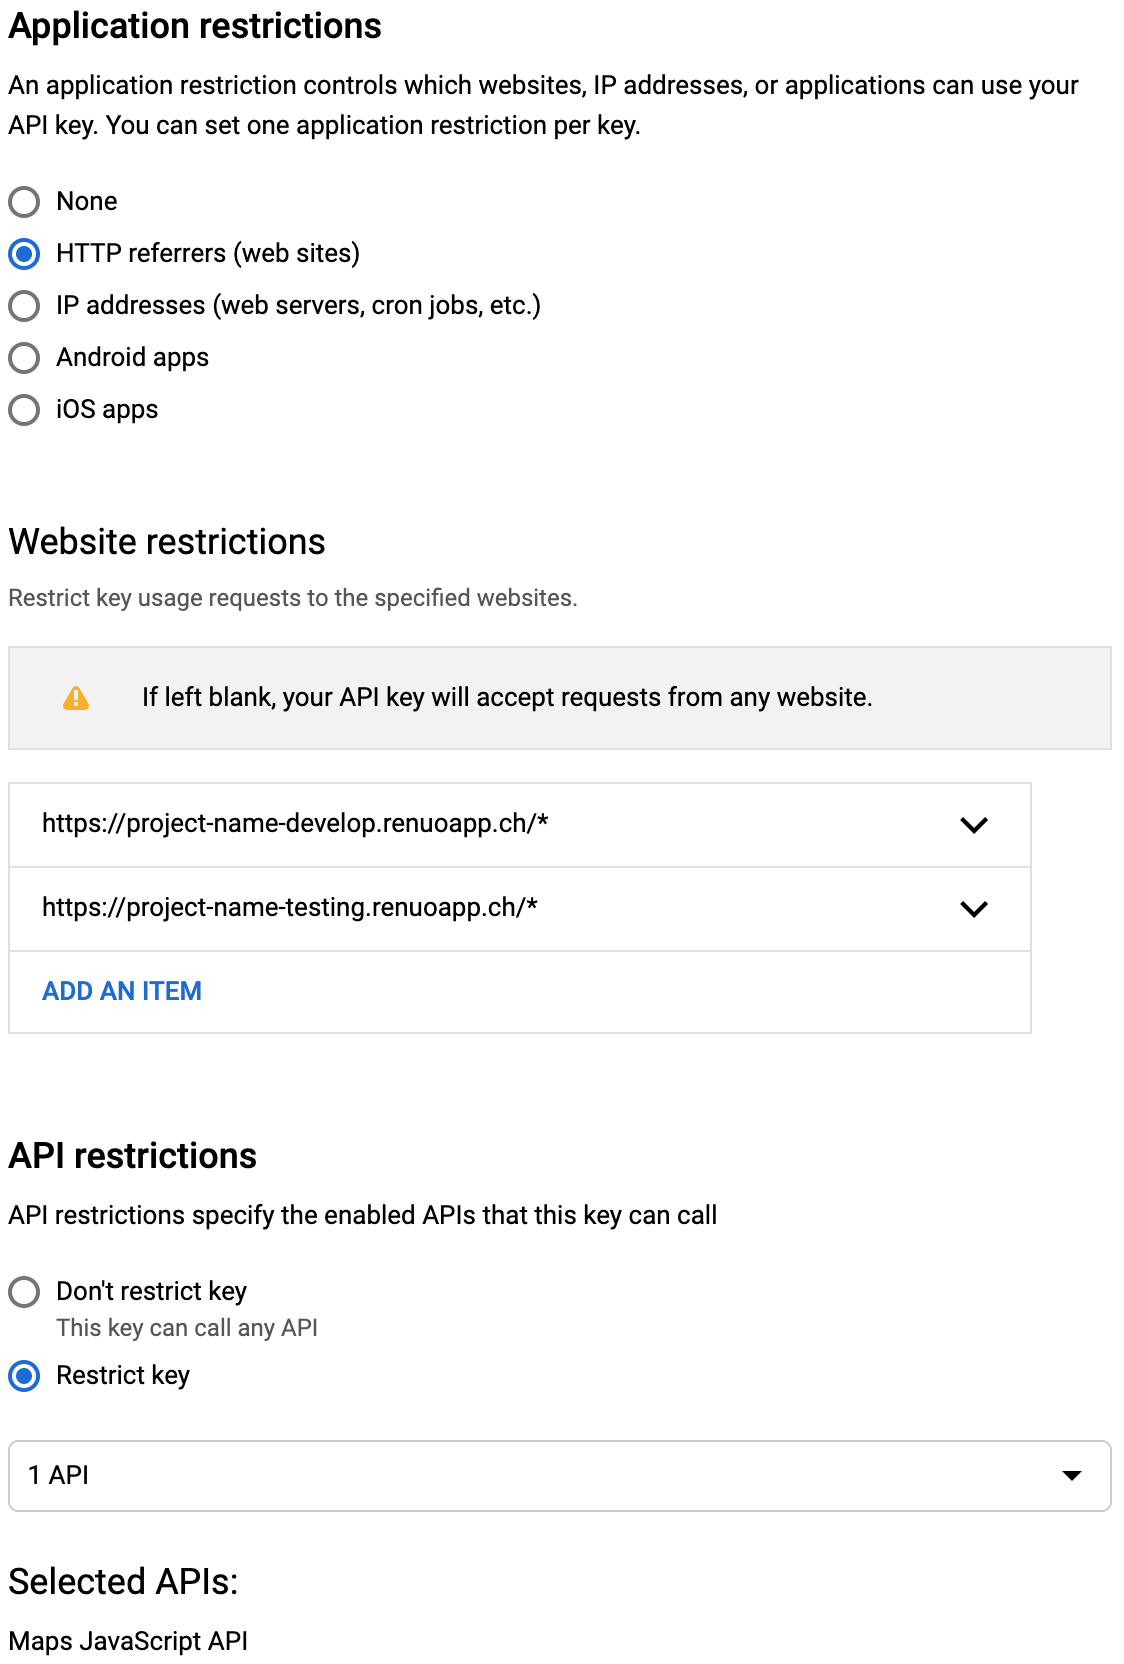 Application restrictions
An application restriction controls which websites, IP addresses, or applications can use your
API key. You can set one application restriction per key.
None
HTTP referrers (web sites)
IP addresses (web servers, cron jobs, etc.)
Android apps
iOS apps
Website restrictions
Restrict key usage requests to the specified websites.
If left blank, your API key will accept requests from any website.
https://project-name-develop.renuoapp.ch/*
https://project-name-testing.renuoapp.ch/*
ADD AN ITEM
API restrictions
API restrictions specify the enabled APIs that this key can call
Don't restrict key
This key can call any API
Restrict key
1 API
Selected APIs:
Maps JavaScript API